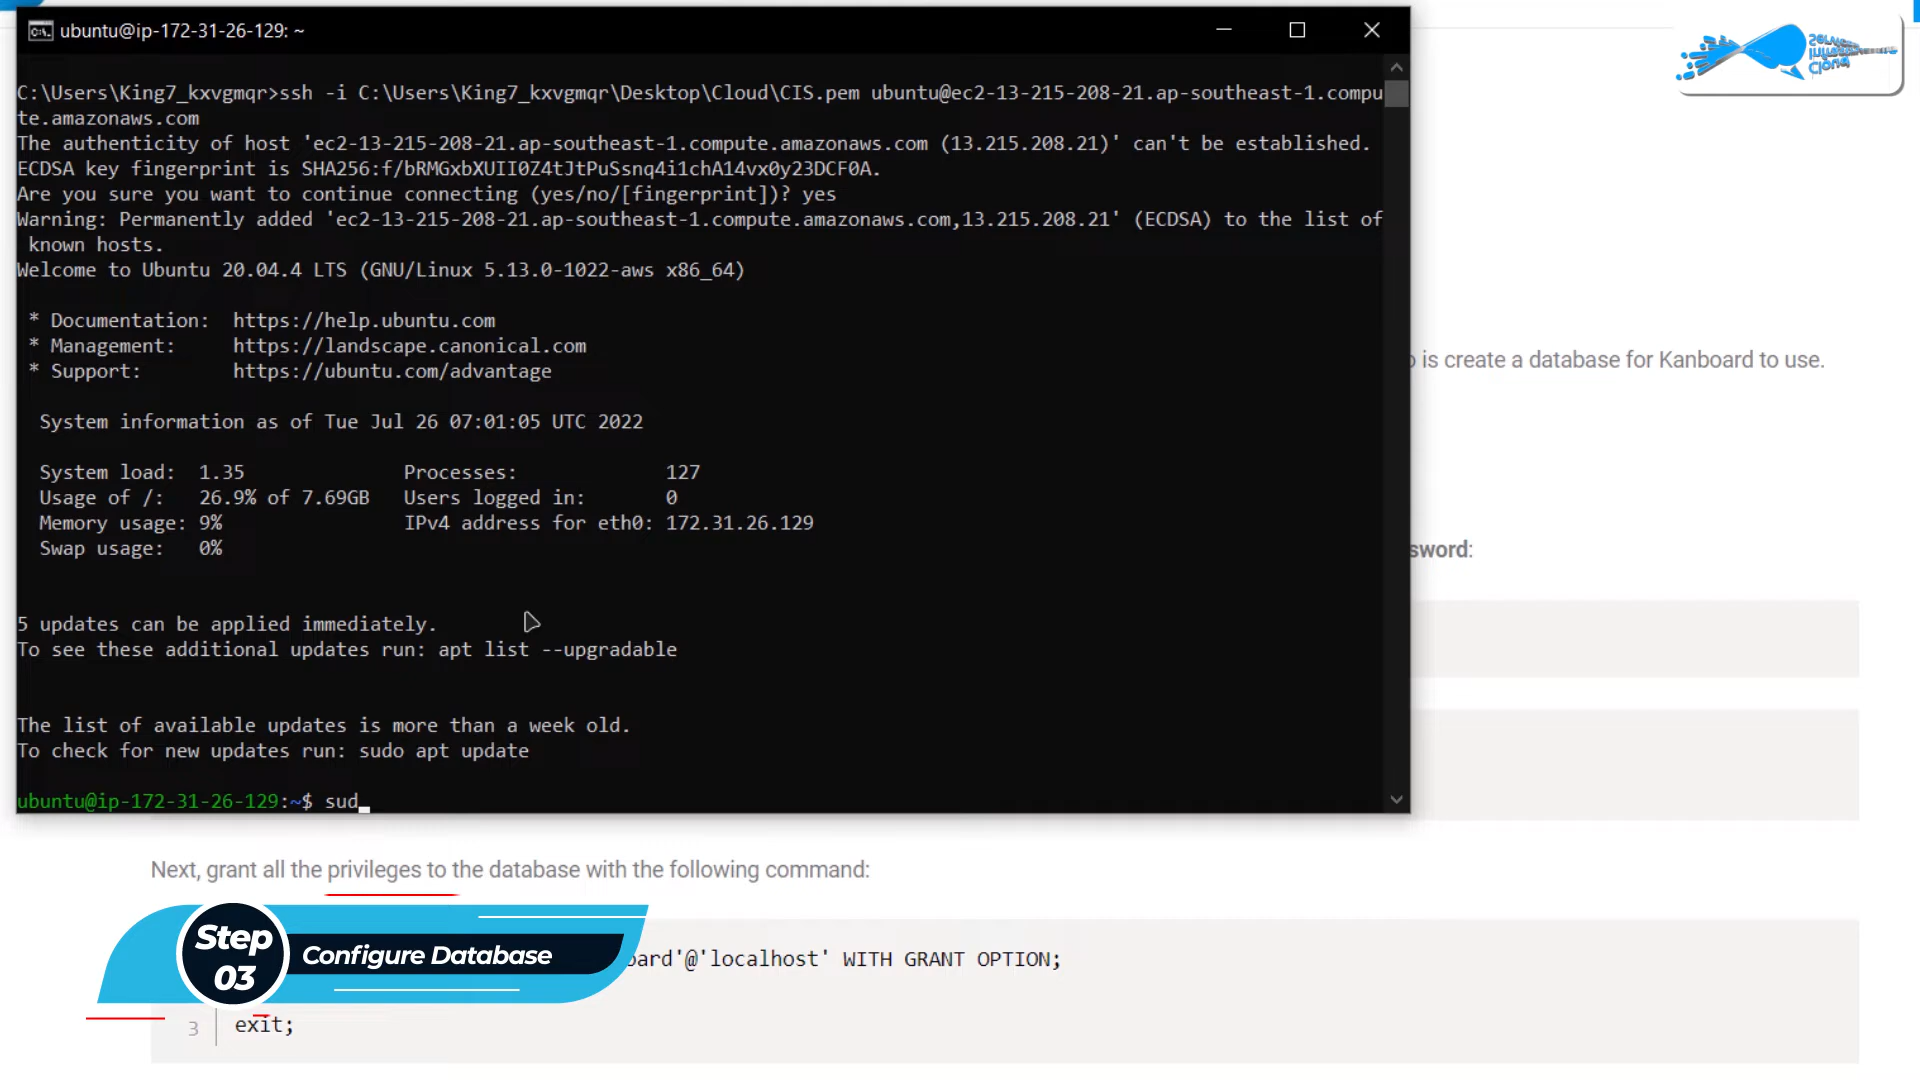 ubuntu@ip-172-31-26-129: ~
C:\Users\King7_kxvgmqr>ssh -i C:\Users\King7_kxvgmqr\Desktop\Cloud\CIS.pem ubuntu@ec2-13-215-208-21.ap-southeast-1.compu
te.amazonaws.com
The authenticity of host 'ec2-13-215-208-21.ap-southeast-1.compute.amazonaws.com (13.215.208.21)' can't be established.
ECDSA key fingerprint is SHA256:f/bRMGxbXUII0Z4tJtPuSsnq4i1chA14vx0y23DCF0A.
Are you sure you want to continue connecting (yes/no/[fingerprint])? yes
Warning: Permanently added 'ec2-13-215-208-21.ap-southeast-1.compute.amazonaws.com,13.215.208.21' (ECDSA) to the list of
known hosts.
Welcome to Ubuntu 20.04.4 LTS (GNU/Linux 5.13.0-1022-aws x86_64)
* Documentation: https://help.ubuntu.com
* Management: https://landscape.canonical.com
* Support: https://ubuntu.com/advantage
System information as of Tue Jul 26 07:01:05 UTC 2022
System load: 1.35 Processes: 127
Usage of /: 26.9% of 7.69GB Users logged in: 0
Memory usage: 9% IPv4 address for eth0: 172.31.26.129
Swap usage: 0%
5 updates can be applied immediately.
To see these additional updates run: apt list --upgradable
The list of available updates is more than a week old.
To check for new updates run: sudo apt update
ubuntu@ip-172-31-26-129:~$ sud
is create a database for Kanboard to use.
sword:
Next, grant all the privileges to the database with the following command:
Step
03
Configure Database
oard'@'localhost' WITH GRANT OPTION;
3 exit;